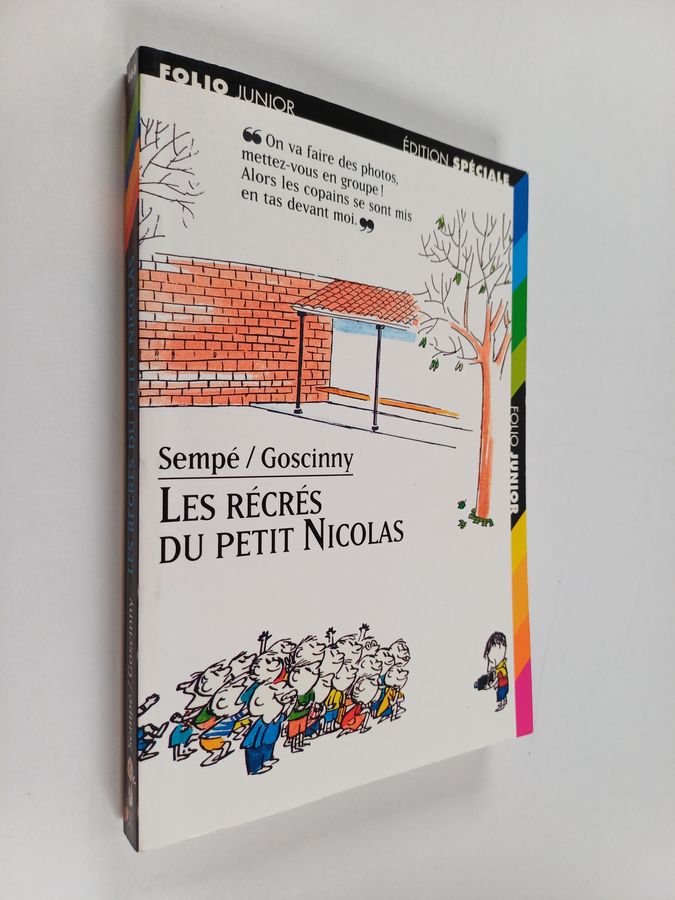 FOLIO JUNIOR
ÉDITION SPÉCIALE
❝ On va faire des photos,
mettez-vous en groupe !
Alors les copains se sont mis
en tas devant moi. ❞
Sempé / Goscinny
LES RÉCRÉS
DU PETIT NICOLAS
FOLIO JUNIOR
Sempé / Goscinny LES RÉCRÉS DU PETIT NICOLAS